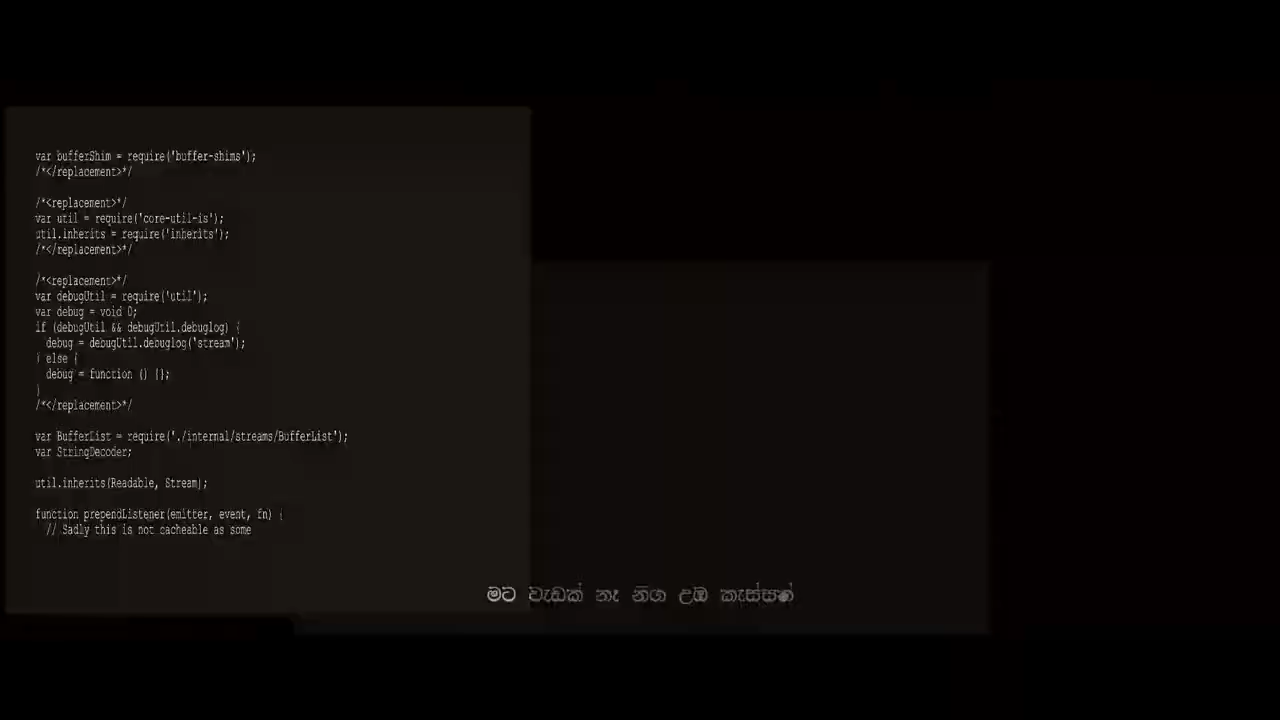 var bufferShim = require('buffer-shims');
/*</replacement>*/
/*<replacement>*/
var util = require('core-util-is');
util.inherits = require('inherits');
/*</replacement>*/
/*<replacement>*/
var debugUtil = require('util');
var debug = void 0;
if (debugUtil && debugUtil.debuglog) {
debug = debugUtil.debuglog('stream');
} else {
debug = function () {};
}
/*</replacement>*/
var BufferList = require('./internal/streams/BufferList');
var StringDecoder;
util.inherits(Readable, Stream);
function prependListener(emitter, event, fn) {
// Sadly this is not cacheable as some
මට වැඩක් නෑ නිග උඹ කැස්සත්